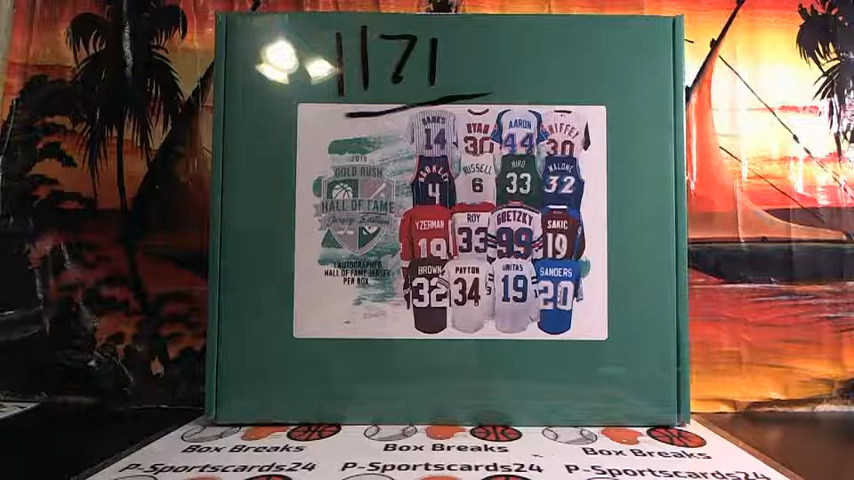 1171
BANKS 14
RYAN 30
AARON 44
GRIFFEY 30
2018
GOLD RUSH
HALL OF FAME
Jersey Edition
1 AUTOGRAPHED
HALL OF FAME JERSEY
PER BOX
BARKLEY 4
RUSSELL 6
BIRD 33
MALONE 32
YZERMAN 19
ROY 33
GRETZKY 99
SAKIC 19
BROWN 32
PAYTON 34
UNITAS 19
SANDERS 20
Box Breaks Box Breaks Box Breaks
P-Sportscards24 P-Sportscards24 P-Sportscards24